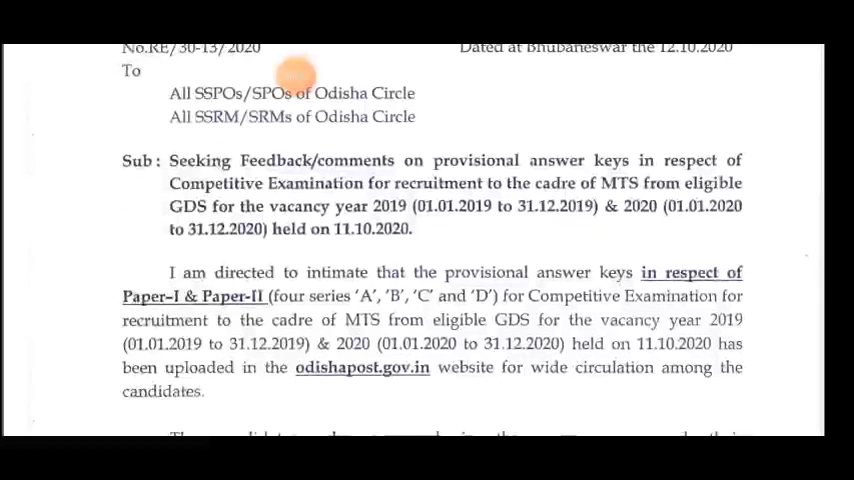 No.RE/30-13/2020 Dated at Bhubaneswar the 12.10.2020
To
All SSPOs/SPOs of Odisha Circle
All SSRM/SRMs of Odisha Circle
Sub : Seeking Feedback/comments on provisional answer keys in respect of
Competitive Examination for recruitment to the cadre of MTS from eligible
GDS for the vacancy year 2019 (01.01.2019 to 31.12.2019) & 2020 (01.01.2020
to 31.12.2020) held on 11.10.2020.
I am directed to intimate that the provisional answer keys in respect of
Paper–I & Paper-II (four series 'A', 'B', 'C' and 'D') for Competitive Examination for
recruitment to the cadre of MTS from eligible GDS for the vacancy year 2019
(01.01.2019 to 31.12.2019) & 2020 (01.01.2020 to 31.12.2020) held on 11.10.2020 has
been uploaded in the odishapost.gov.in website for wide circulation among the
candidates.